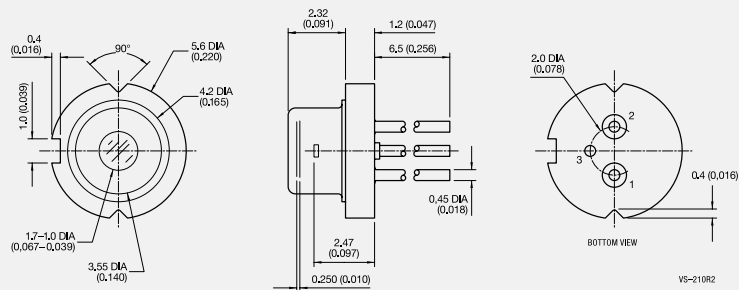 0.4
(0.016)
90°
5.6 DIA
(0.220)
4.2 DIA
(0.165)
1.0 (0.039)
1.7–1.0 DIA
(0,067–0.039)
3.55 DIA
(0.140)
2.32
(0.091)
1.2 (0.047)
6.5 (0.256)
0,45 DIA
(0.018)
2.47
(0.097)
0.250 (0.010)
2.0 DIA
(0.078)
2
3
1
0.4 (0,016)
BOTTOM VIEW
VS-210R2